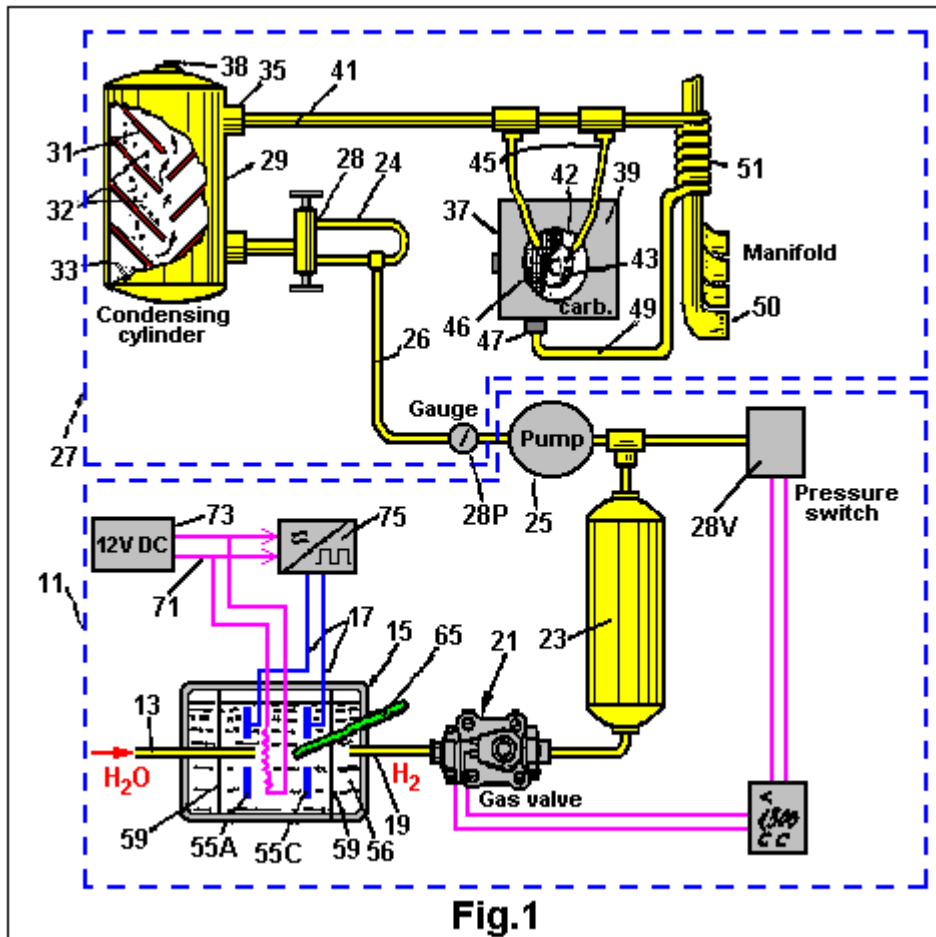 38 35 41
31 29 28 24 45 42 39 51
32 37
33 43 Manifold
Condensing
cylinder
carb.
46 47 49 50
26
27 Gauge Pump
28P 25 28V Pressure
switch
73 75
12V DC
11 71 17 15 65 21 23
13
H2O H2
Gas valve
59 55A 55C 59 56 19
Fig.1